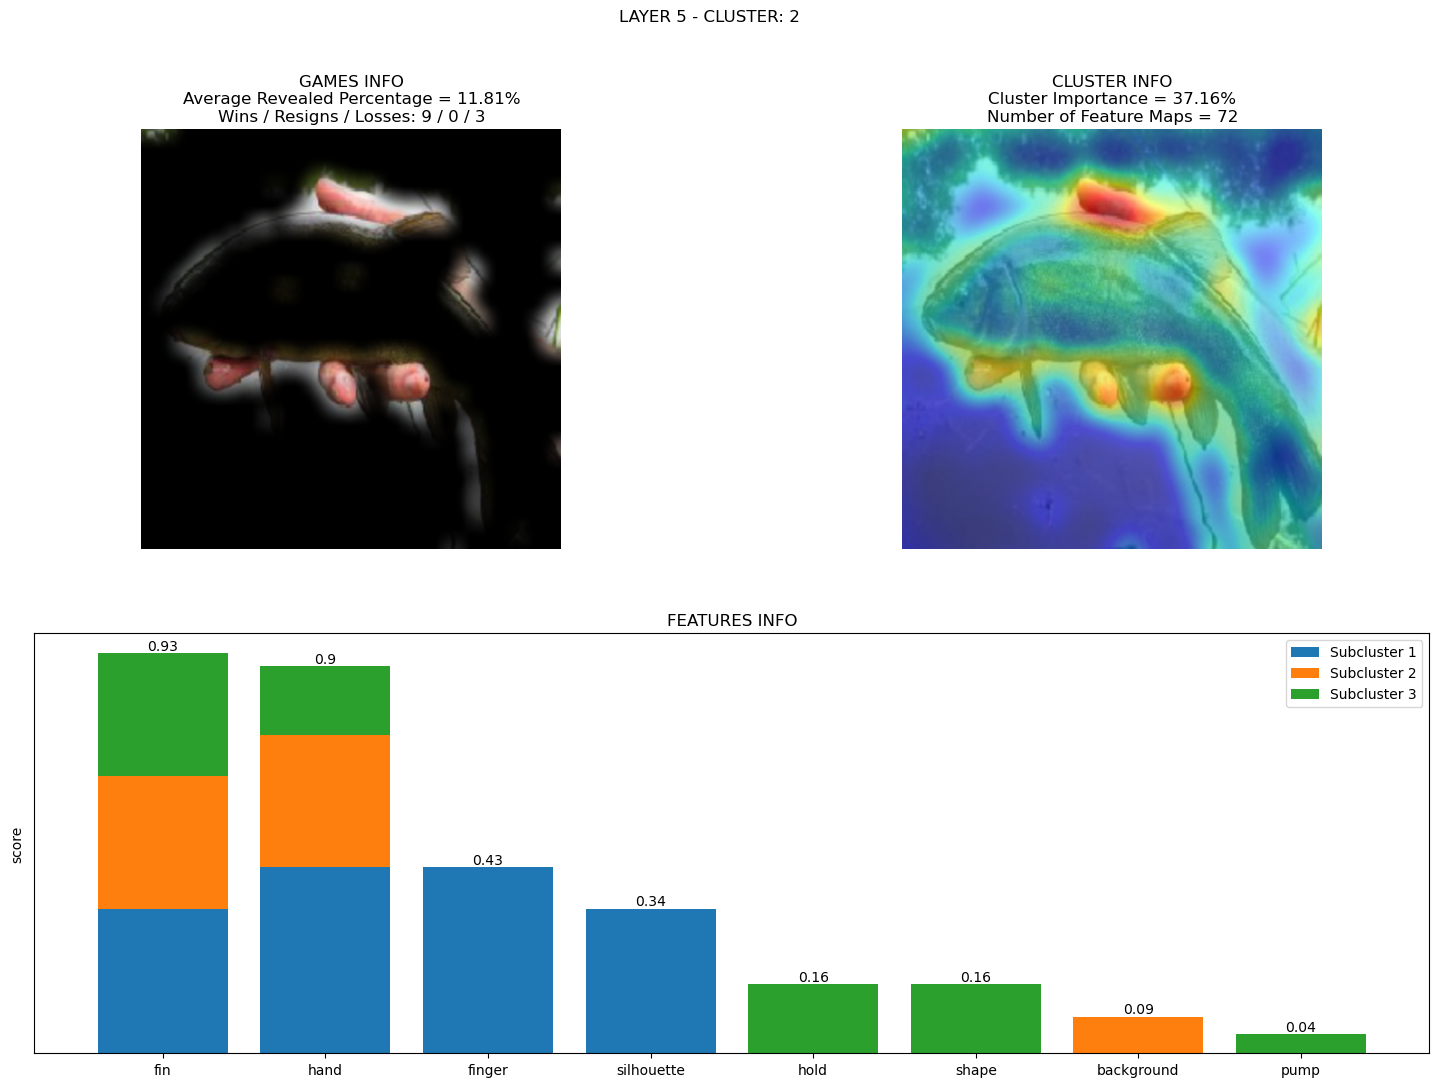 LAYER 5 - CLUSTER: 2
GAMES INFO
Average Revealed Percentage = 11.81%
Wins / Resigns / Losses: 9 / 0 / 3
CLUSTER INFO
Cluster Importance = 37.16%
Number of Feature Maps = 72
FEATURES INFO
score
0.93
0.9
0.43
0.34
0.16
0.16
0.09
0.04
Subcluster 1
Subcluster 2
Subcluster 3
fin
hand
finger
silhouette
hold
shape
background
pump